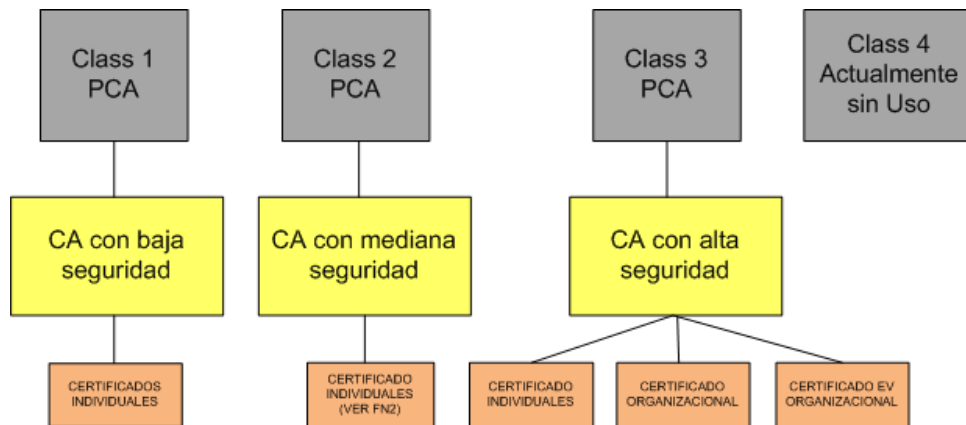 Class 1
PCA
Class 2
PCA
Class 3
PCA
Class 4
Actualmente
sin Uso
CA con baja
seguridad
CA con mediana
seguridad
CA con alta
seguridad
CERTIFICADOS
INDIVIDUALES
CERTIFICADO
INDIVIDUALES
(VER FN2)
CERTIFICADO
INDIVIDUALES
CERTIFICADO
ORGANIZACIONAL
CERTIFICADO EV
ORGANIZACIONAL